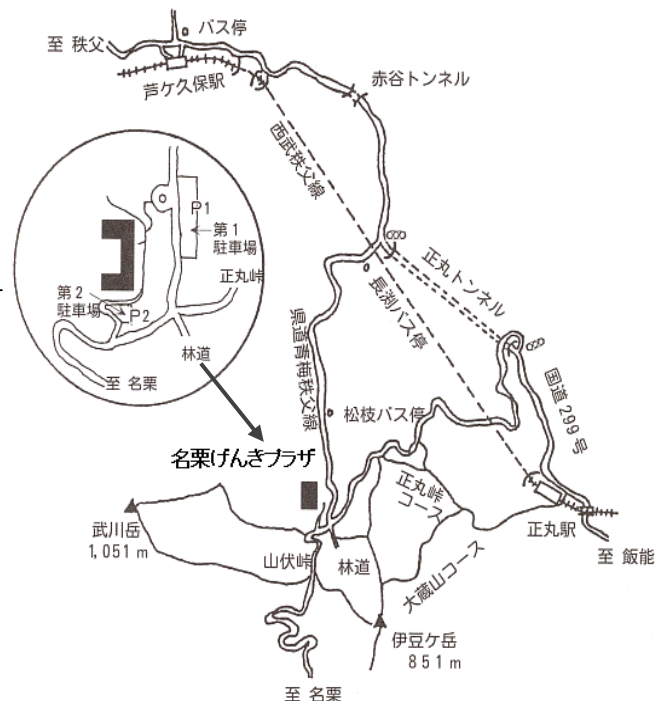 バス停
至 秩父
芦ケ久保駅
赤谷トンネル
西武秩父線
正丸トンネル
長渕バス停
県道青梅秩父線
国道299号
松枝バス停
P1
第1
駐車場
正丸峠
第2
駐車場
P2
林道
至 名栗
名栗げんきプラザ
武川岳
1,051m
山伏峠
林道
正丸峠
コース
大蔵山コース
正丸駅
至 飯能
伊豆ケ岳
851m
至 名栗